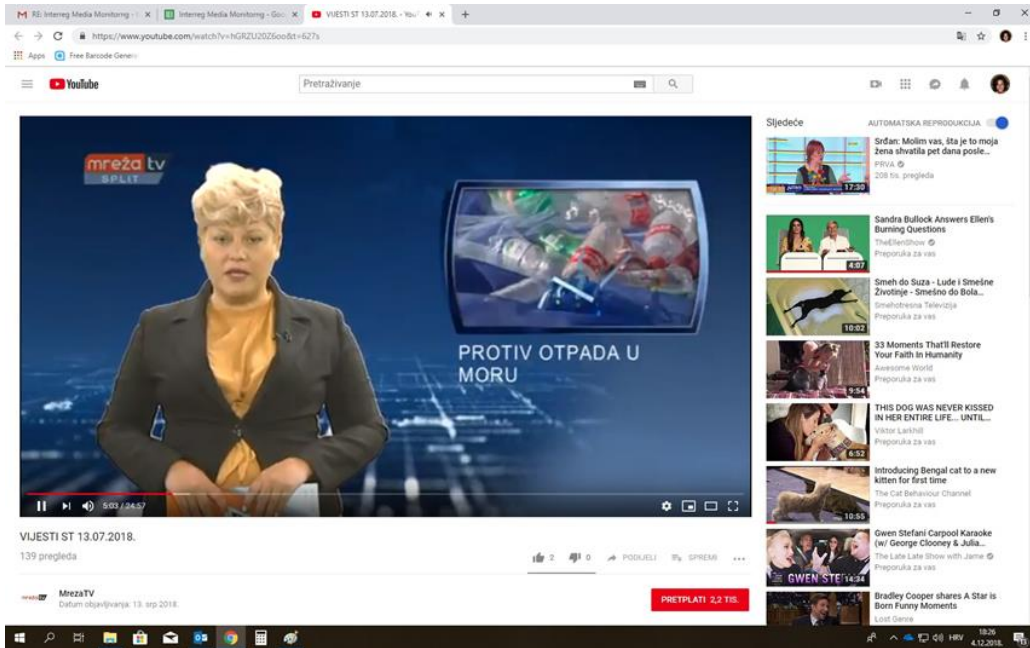 RE: Interreg Media Monitorng -
Interreg Media Monitorng - Goo
VIJESTI ST 13.07.2018. - You
https://www.youtube.com/watch?v=hGRZU20Z6oo&t=627s
Apps
Free Barcode Gener
YouTube
Pretraživanje
mreža tv
SPLIT
PROTIV OTPADA U
MORU
5:03 / 24:57
VIJESTI ST 13.07.2018.
139 pregleda
2
0
PODIJELI
SPREMI
MrezaTV
Datum objavljivanja: 13. srp 2018.
PRETPLATI 2,2 TIS.
Sljedeće
AUTOMATSKA REPRODUKCIJA
Srđan: Molim vas, šta je to moja
žena shvatila pet dana posle...
PRVA
208 tis. pregleda
17:30
Sandra Bullock Answers Ellen's
Burning Questions
TheEllenShow
Preporuka za vas
4:07
Smeh do Suza - Lude i Smešne
Životinje - Smešno do Bola...
Smehotresna Televizija
Preporuka za vas
10:02
33 Moments That'll Restore
Your Faith In Humanity
Awesome World
Preporuka za vas
9:54
THIS DOG WAS NEVER KISSED
IN HER ENTIRE LIFE... UNTIL...
Viktor Larkhill
Preporuka za vas
6:52
Introducing Bengal cat to a new
kitten for first time
The Cat Behaviour Channel
Preporuka za vas
10:55
Gwen Stefani Carpool Karaoke
(w/ George Clooney & Julia...
The Late Late Show with Jame
Preporuka za vas
GWEN STE
14:34
Bradley Cooper shares A Star is
Born Funny Moments
Lost Genre
HRV
18:26
4.12.2018.